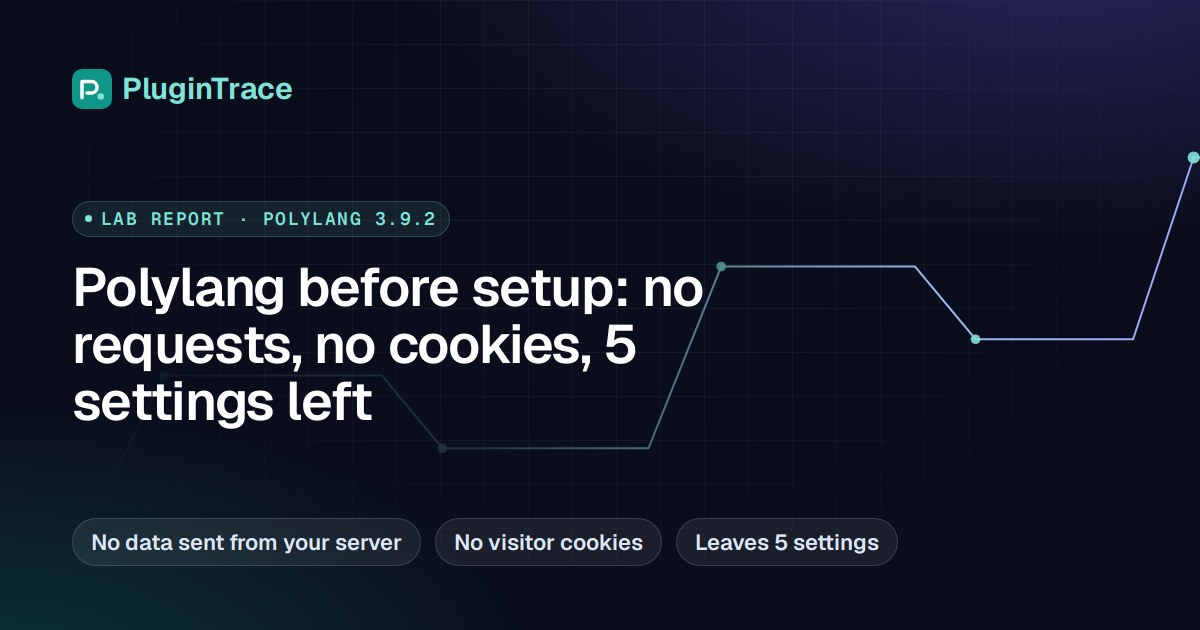 PluginTrace
LAB REPORT · POLYLANG 3.9.2
Polylang before setup: no
requests, no cookies, 5
settings left
No data sent from your server
No visitor cookies
Leaves 5 settings